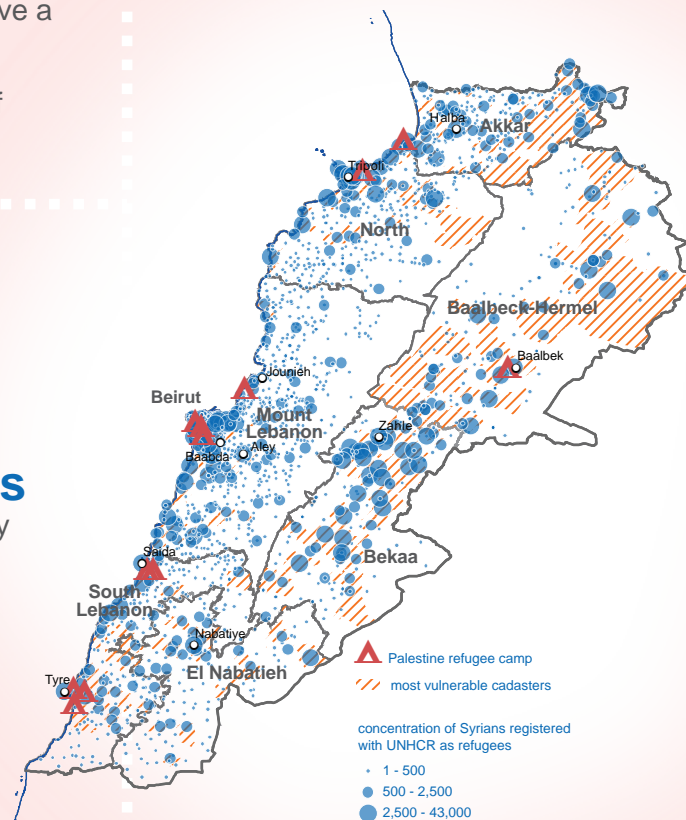 ve a
f
s
y
Halba
Akkar
Tripoli
North
Baalbeck-Hermel
Baâlbek
Jounieh
Beirut
Mount
Lebanon
Zahle
Baabda
Aley
Saida
Bekaa
South
Lebanon
Nabatiye
El Nabatieh
Tyre
Palestine refugee camp
most vulnerable cadasters
concentration of Syrians registered
with UNHCR as refugees
1 - 500
500 - 2,500
2,500 - 43,000